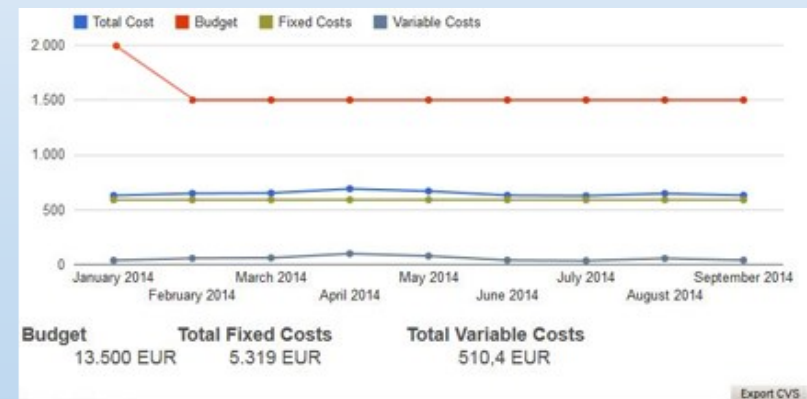 Total Cost Budget Fixed Costs Variable Costs
2.000
1.500
1.000
500
0
January 2014 March 2014 May 2014 July 2014 September 2014
February 2014 April 2014 June 2014 August 2014
Budget Total Fixed Costs Total Variable Costs
13.500 EUR 5.319 EUR 510,4 EUR
Export CVS